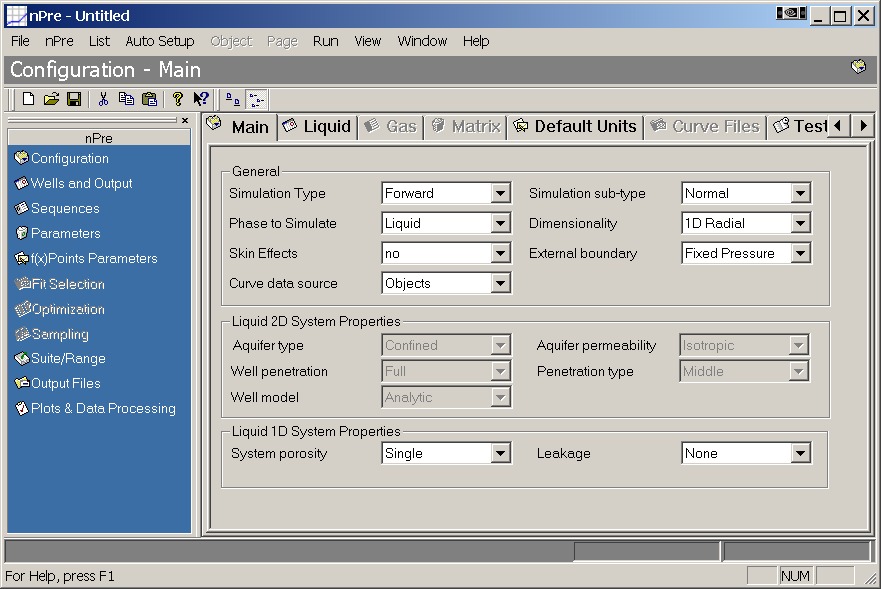 nPre - Untitled
File nPre List Auto Setup Object Page Run View Window Help
Configuration - Main
nPre
Configuration
Wells and Output
Sequences
Parameters
f(x)Points Parameters
Fit Selection
Optimization
Sampling
Suite/Range
Output Files
Plots & Data Processing
Main Liquid Gas Matrix Default Units Curve Files Test
General
Simulation Type Forward Simulation sub-type Normal
Phase to Simulate Liquid Dimensionality 1D Radial
Skin Effects no External boundary Fixed Pressure
Curve data source Objects
Liquid 2D System Properties
Aquifer type Confined Aquifer permeability Isotropic
Well penetration Full Penetration type Middle
Well model Analytic
Liquid 1D System Properties
System porosity Single Leakage None
For Help, press F1 NUM